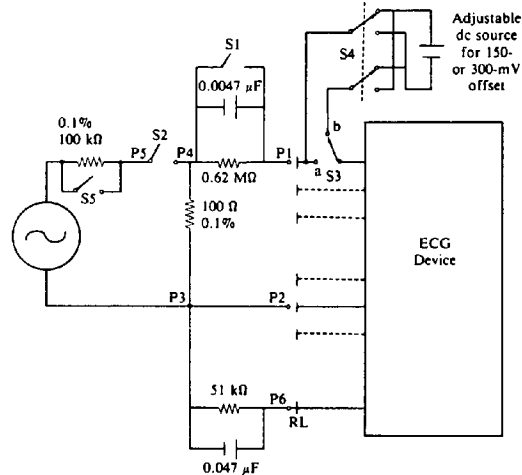 S1
0.0047 μF
S4
Adjustable
dc source
for 150-
or 300-mV
offset
0.1%
100 kΩ
P5
S2
P4
S5
0.62 MΩ
P1
a
b
S3
100 Ω
0.1%
ECG
Device
P3
P2
51 kΩ
P6
RL
0.047 μF